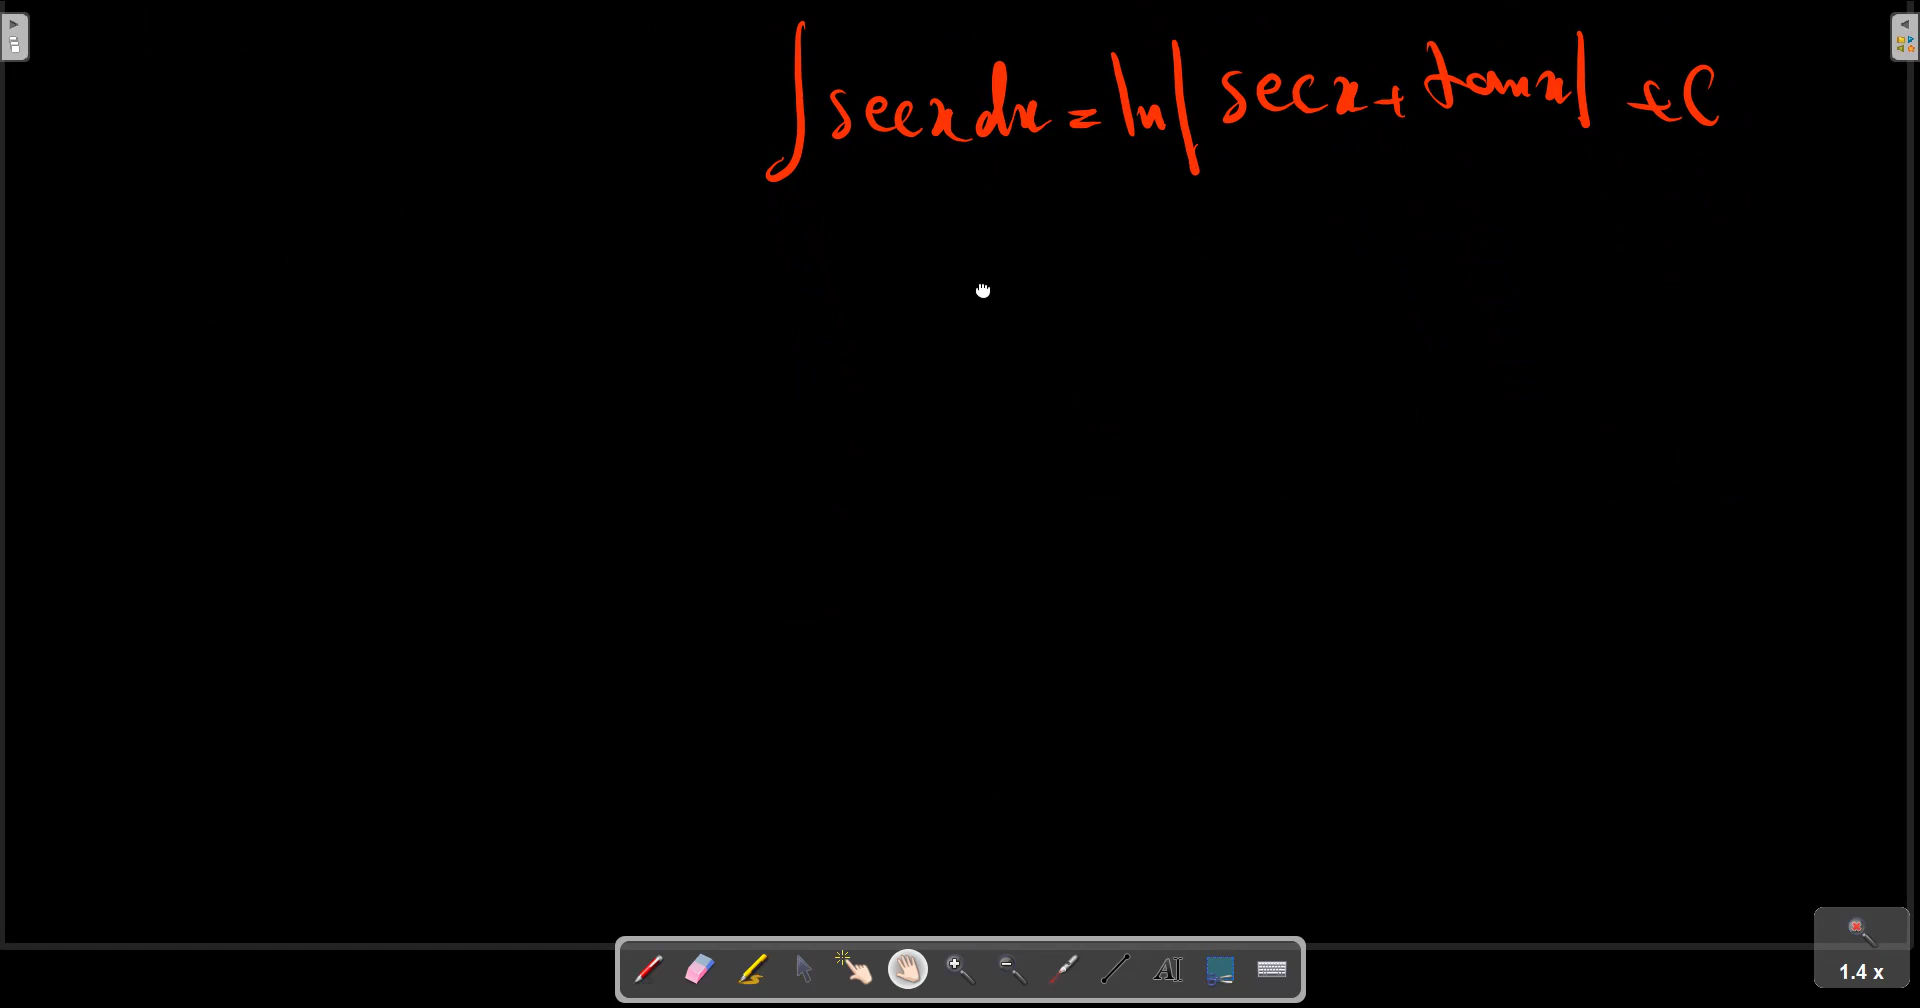 ∫ secx dx = ln | secx + tanx | + C
1.4 x